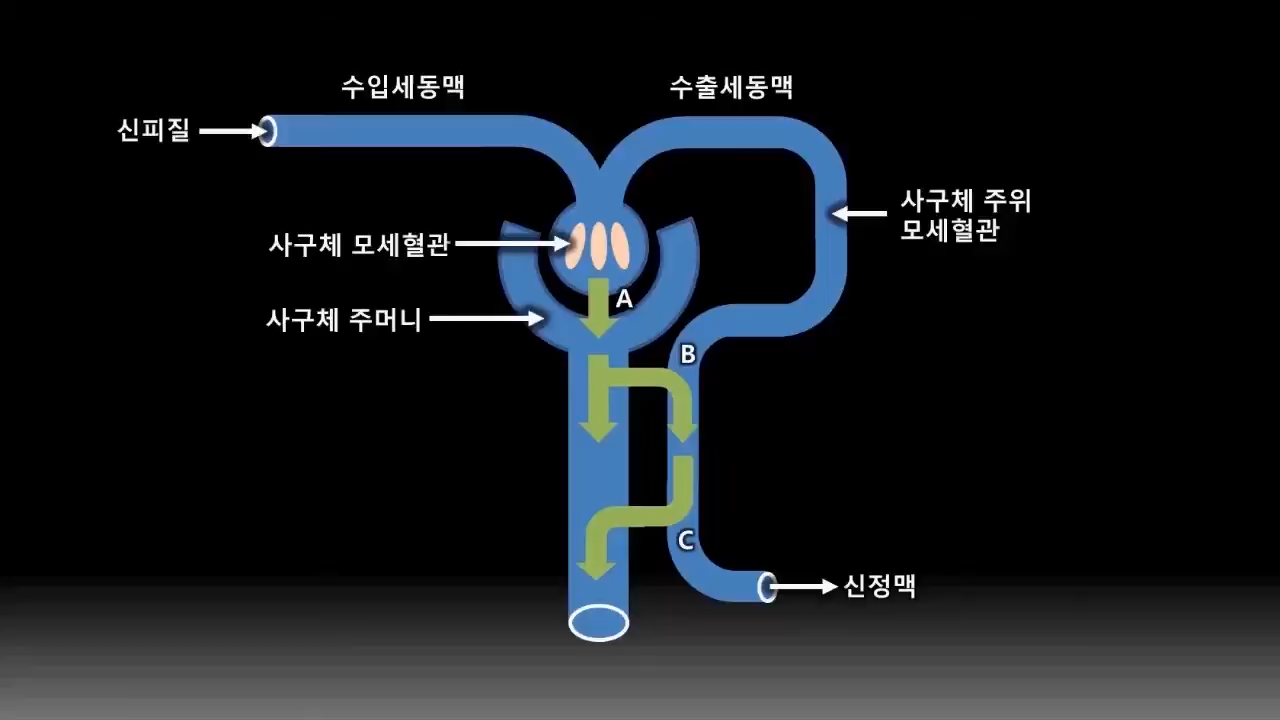 수입세동맥
수출세동맥
신피질
사구체 주위
모세혈관
사구체 모세혈관
A
사구체 주머니
B
C
신정맥